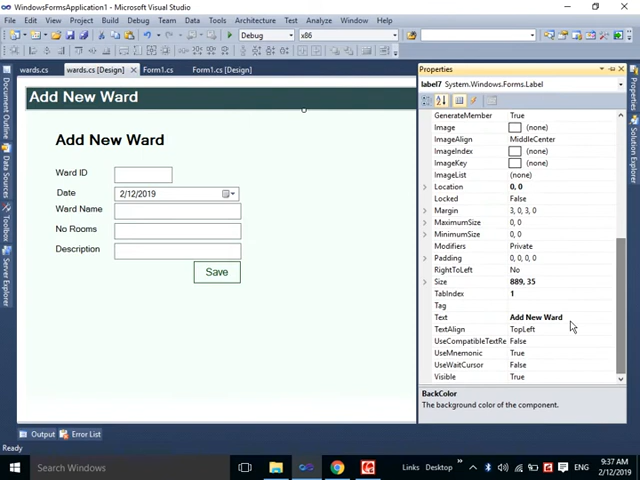 WindowsFormsApplication1 - Microsoft Visual Studio
File Edit View Project Build Debug Team Data Tools Architecture Test Analyze Window Help
Debug x86
wards.cs wards.cs [Design] Form1.cs Form1.cs [Design]
Document Outline
Data Sources
Toolbox
Server Explorer
Add New Ward
Add New Ward
Ward ID
Date 2/12/2019
Ward Name
No Rooms
Description
Save
Properties
label7 System.Windows.Forms.Label
GenerateMember True
Image (none)
ImageAlign MiddleCenter
ImageIndex (none)
ImageKey (none)
ImageList (none)
Location 0, 0
Locked False
Margin 3, 0, 3, 0
MaximumSize 0, 0
MinimumSize 0, 0
Modifiers Private
Padding 0, 0, 0, 0
RightToLeft No
Size 889, 35
TabIndex 1
Tag
Text Add New Ward
TextAlign TopLeft
UseCompatibleTextRe False
UseMnemonic True
UseWaitCursor False
Visible True
BackColor
The background color of the component.
Properties
Solution Explorer
Output Error List
Ready
Search Windows
Links Desktop
ENG
9:37 AM
2/12/2019